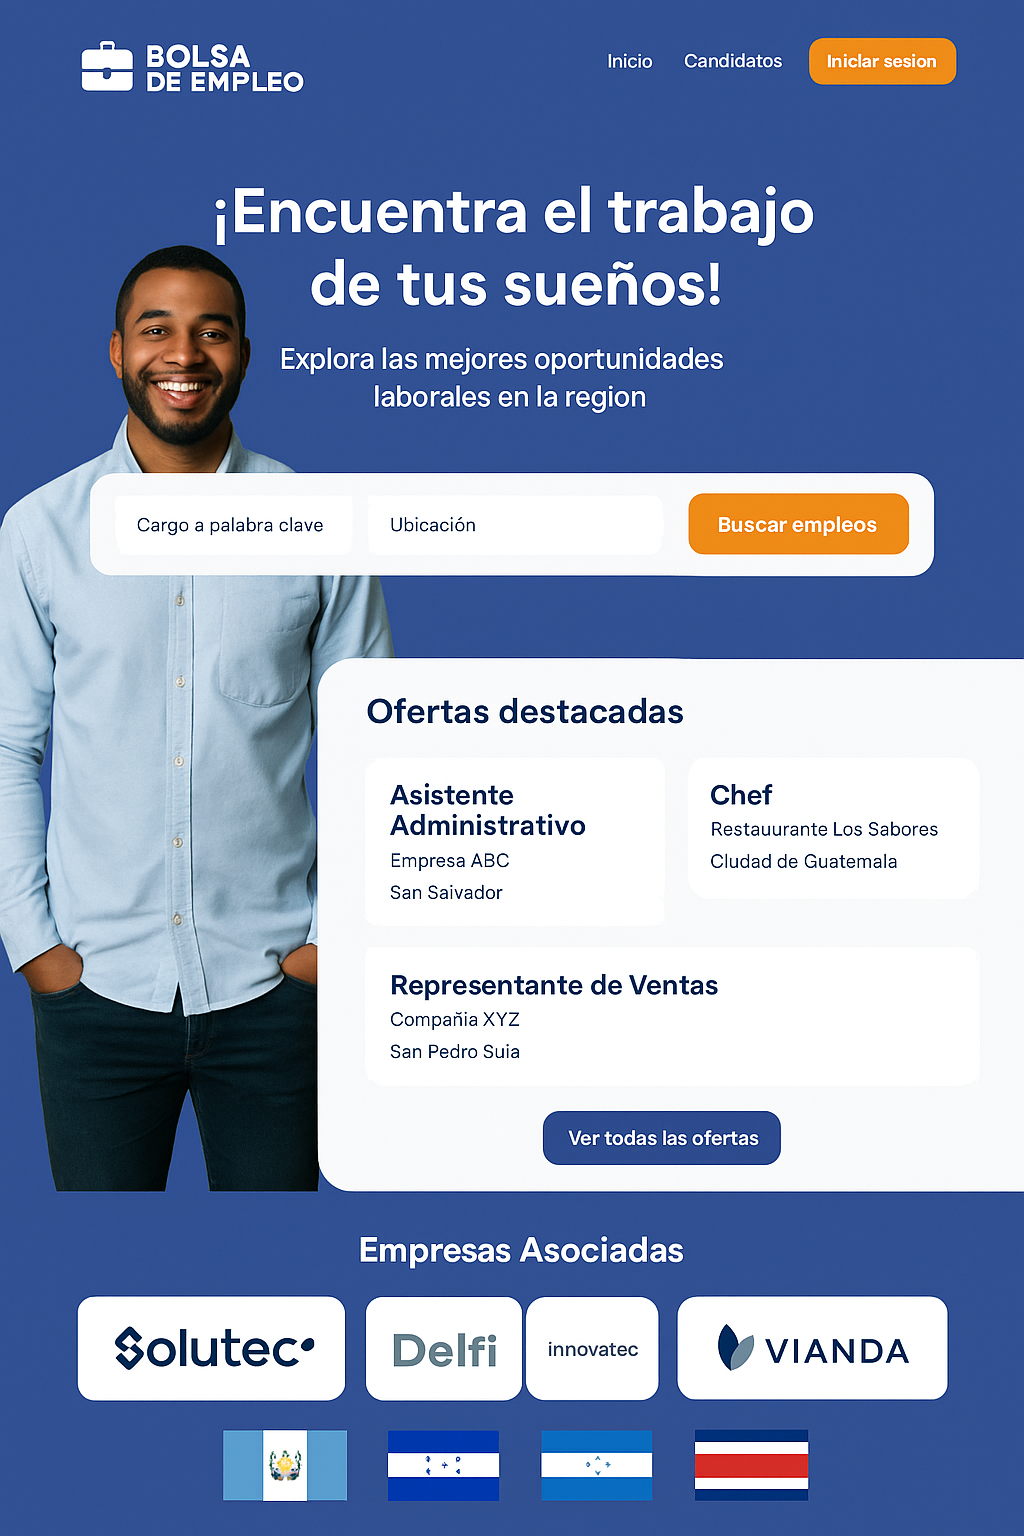 BOLSA
DE EMPLEO
Inicio
Candidatos
Iniclar sesion
¡Encuentra el trabajo
de tus sueños!
Explora las mejores oportunidades
laborales en la region
Cargo a palabra clave
Ubicación
Buscar empleos
Ofertas destacadas
Asistente
Administrativo
Empresa ABC
San Saivador
Chef
Restauurante Los Sabores
Cludad de Guatemala
Representante de Ventas
Compañia XYZ
San Pedro Suia
Ver todas las ofertas
Empresas Asociadas
Solutec
Delfi
innovatec
VIANDA